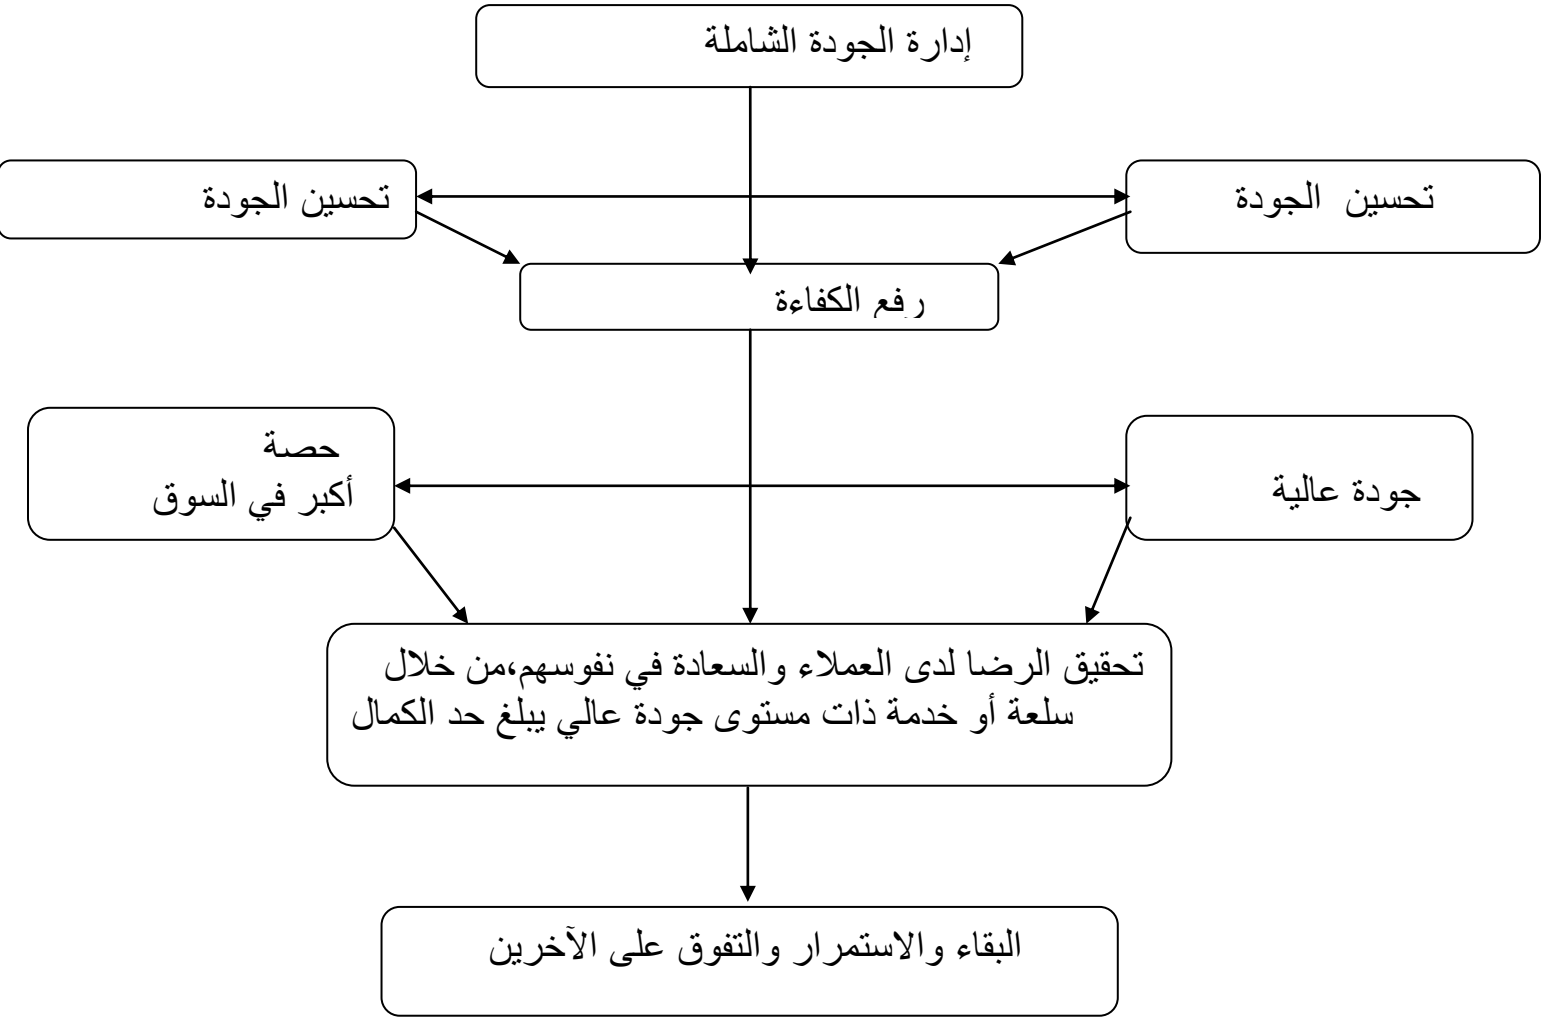 إدارة الجودة الشاملة
تحسين الجودة
تحسين الجودة
رفع الكفاءة
جودة عالية
حصة
أكبر في السوق
تحقيق الرضا لدى العملاء والسعادة في نفوسهم،من خلال
سلعة أو خدمة ذات مستوى جودة عالي يبلغ حد الكمال
البقاء والاستمرار والتفوق على الآخرين